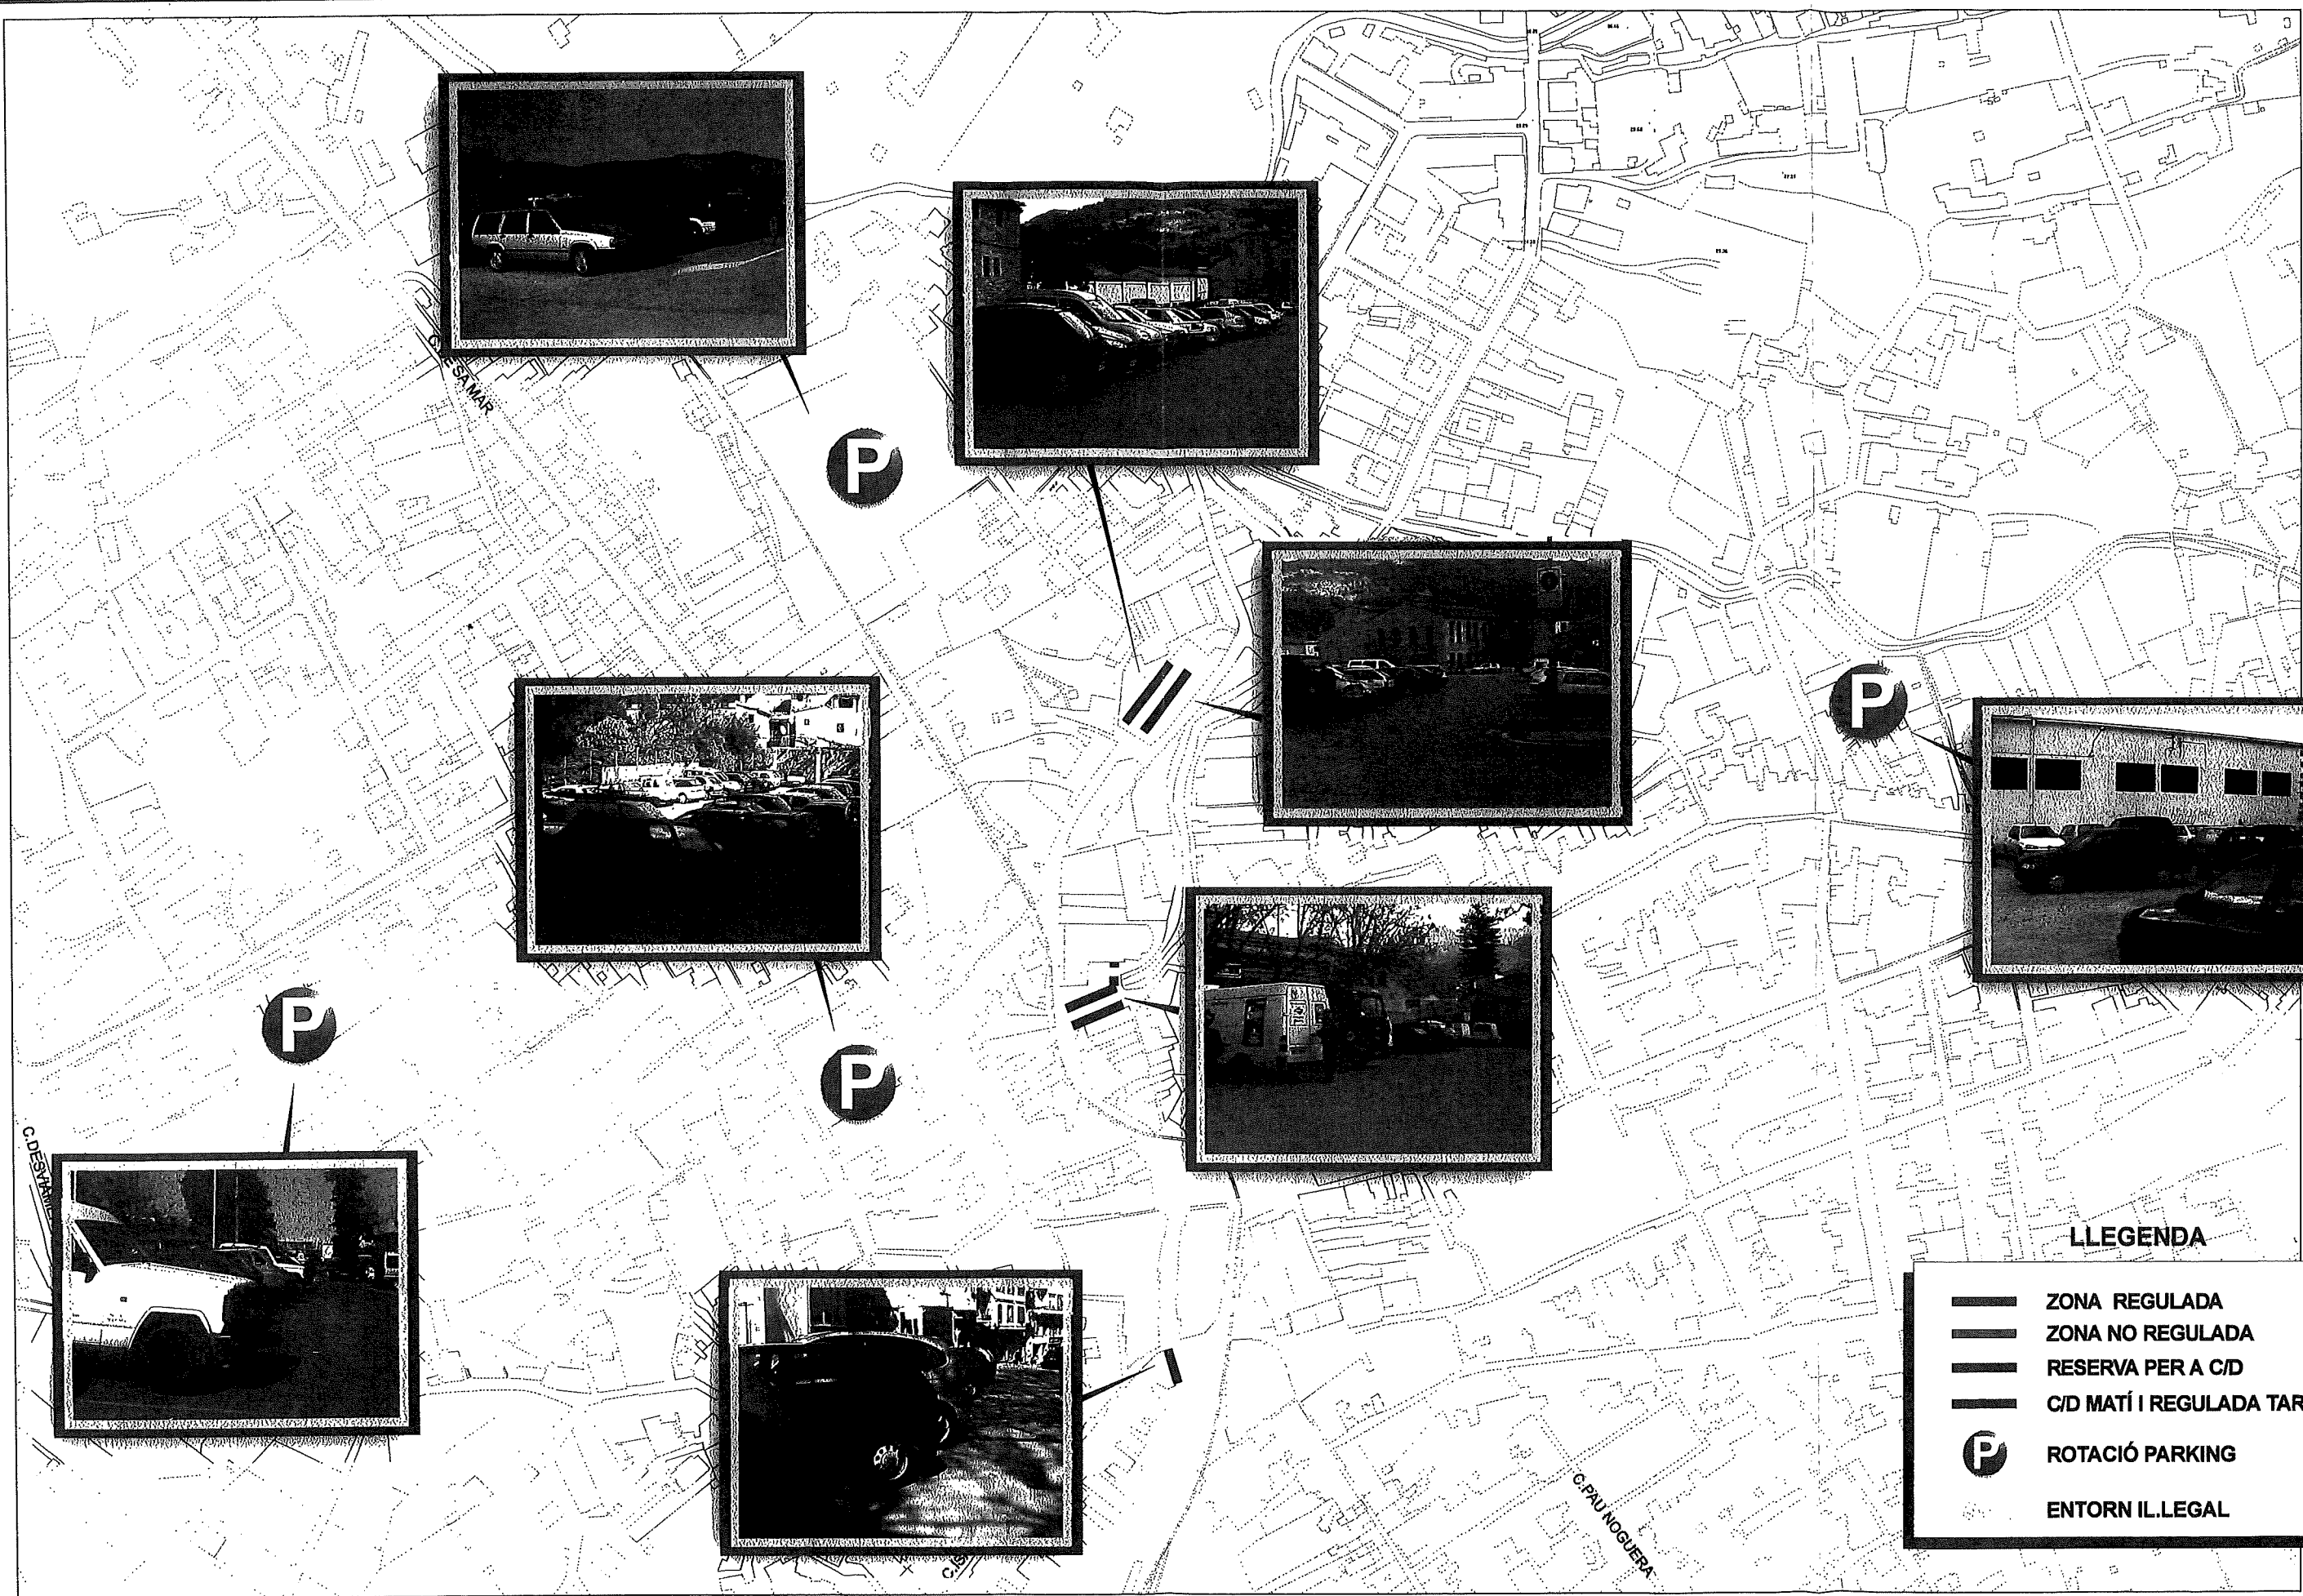 C. SA MAR
P
P
P
P
C.PAU NOGUERA
LLEGENDA
ZONA REGULADA
ZONA NO REGULADA
RESERVA PER A C/D
C/D MATÍ I REGULADA TAR
P ROTACIÓ PARKING
ENTORN IL.LEGAL